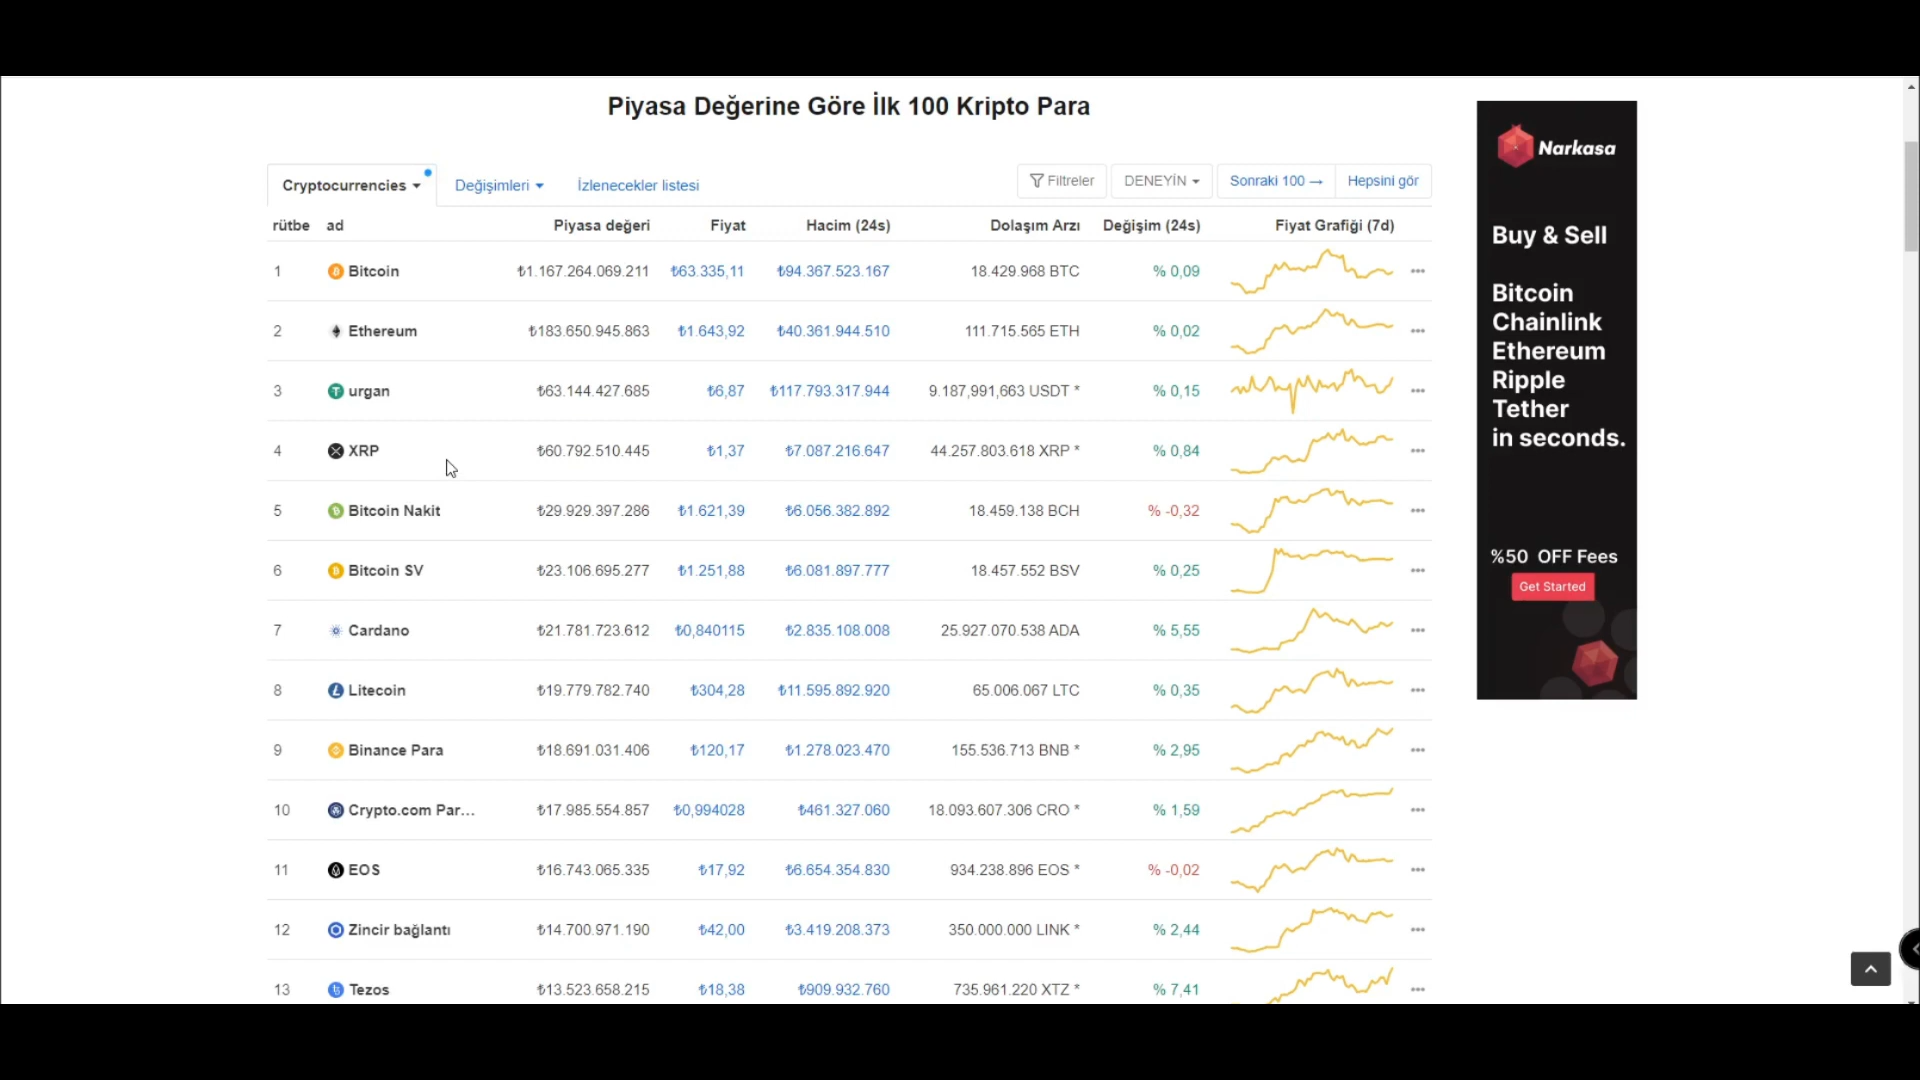 Piyasa Değerine Göre İlk 100 Kripto Para
Cryptocurrencies Değişimleri İzlenecekler listesi Filtreler DENEYİN Sonraki 100 → Hepsini gör
rütbe ad Piyasa değeri Fiyat Hacim (24s) Dolaşım Arzı Değişim (24s) Fiyat Grafiği (7d)
1 Bitcoin ₺1.167.264.069.211 ₺63.335,11 ₺94.367.523.167 18.429.968 BTC % 0,09
2 Ethereum ₺183.650.945.863 ₺1.643,92 ₺40.361.944.510 111.715.565 ETH % 0,02
3 urgan ₺63.144.427.685 ₺6,87 ₺117.793.317.944 9.187,991,663 USDT * % 0,15
4 XRP ₺60.792.510.445 ₺1,37 ₺7.087.216.647 44.257.803.618 XRP * % 0,84
5 Bitcoin Nakit ₺29.929.397.286 ₺1.621,39 ₺6.056.382.892 18.459.138 BCH % -0,32
6 Bitcoin SV ₺23.106.695.277 ₺1.251,88 ₺6.081.897.777 18.457.552 BSV % 0,25
7 Cardano ₺21.781.723.612 ₺0,840115 ₺2.835.108.008 25.927.070.538 ADA % 5,55
8 Litecoin ₺19.779.782.740 ₺304,28 ₺11.595.892.920 65.006.067 LTC % 0,35
9 Binance Para ₺18.691.031.406 ₺120,17 ₺1.278.023.470 155.536.713 BNB * % 2,95
10 Crypto.com Par... ₺17.985.554.857 ₺0,994028 ₺461.327.060 18.093.607.306 CRO * % 1,59
11 EOS ₺16.743.065.335 ₺17,92 ₺6.654.354.830 934.238.896 EOS * % -0,02
12 Zincir bağlantı ₺14.700.971.190 ₺42,00 ₺3.419.208.373 350.000.000 LINK * % 2,44
13 Tezos ₺13.523.658.215 ₺18,38 ₺909.932.760 735.961.220 XTZ * % 7,41
Narkasa
Buy & Sell
Bitcoin
Chainlink
Ethereum
Ripple
Tether
in seconds.
%50 OFF Fees
Get Started